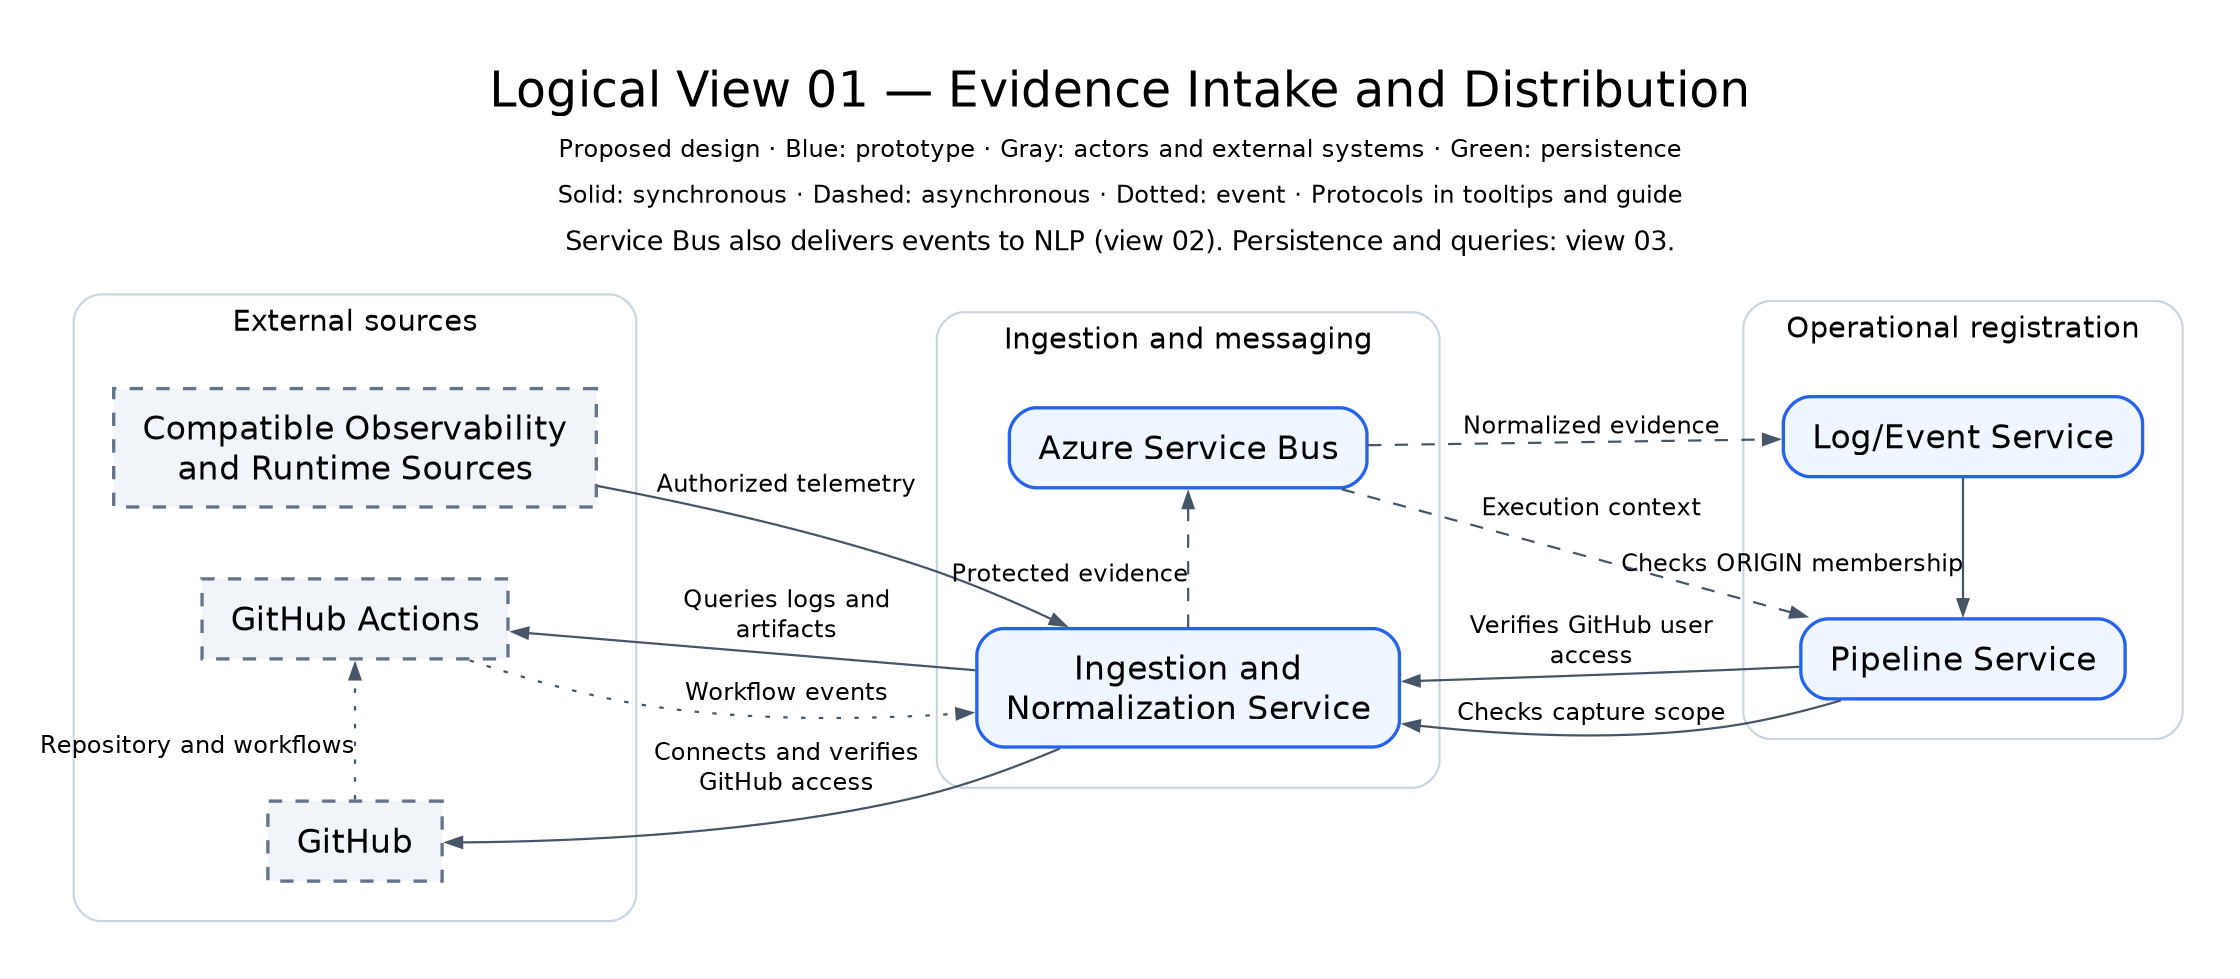 Logical View 01 — Evidence Intake and Distribution
Proposed design · Blue: prototype · Gray: actors and external systems · Green: persistence
Solid: synchronous · Dashed: asynchronous · Dotted: event · Protocols in tooltips and guide
Service Bus also delivers events to NLP (view 02). Persistence and queries: view 03.
External sources
Compatible Observability
and Runtime Sources
GitHub Actions
Repository and workflows
GitHub
Authorized telemetry
Queries logs and
artifacts
Workflow events
Connects and verifies
GitHub access
Ingestion and messaging
Azure Service Bus
Protected evidence
Ingestion and
Normalization Service
Normalized evidence
Execution context
Checks ORIGIN membership
Verifies GitHub user
access
Checks capture scope
Operational registration
Log/Event Service
Pipeline Service